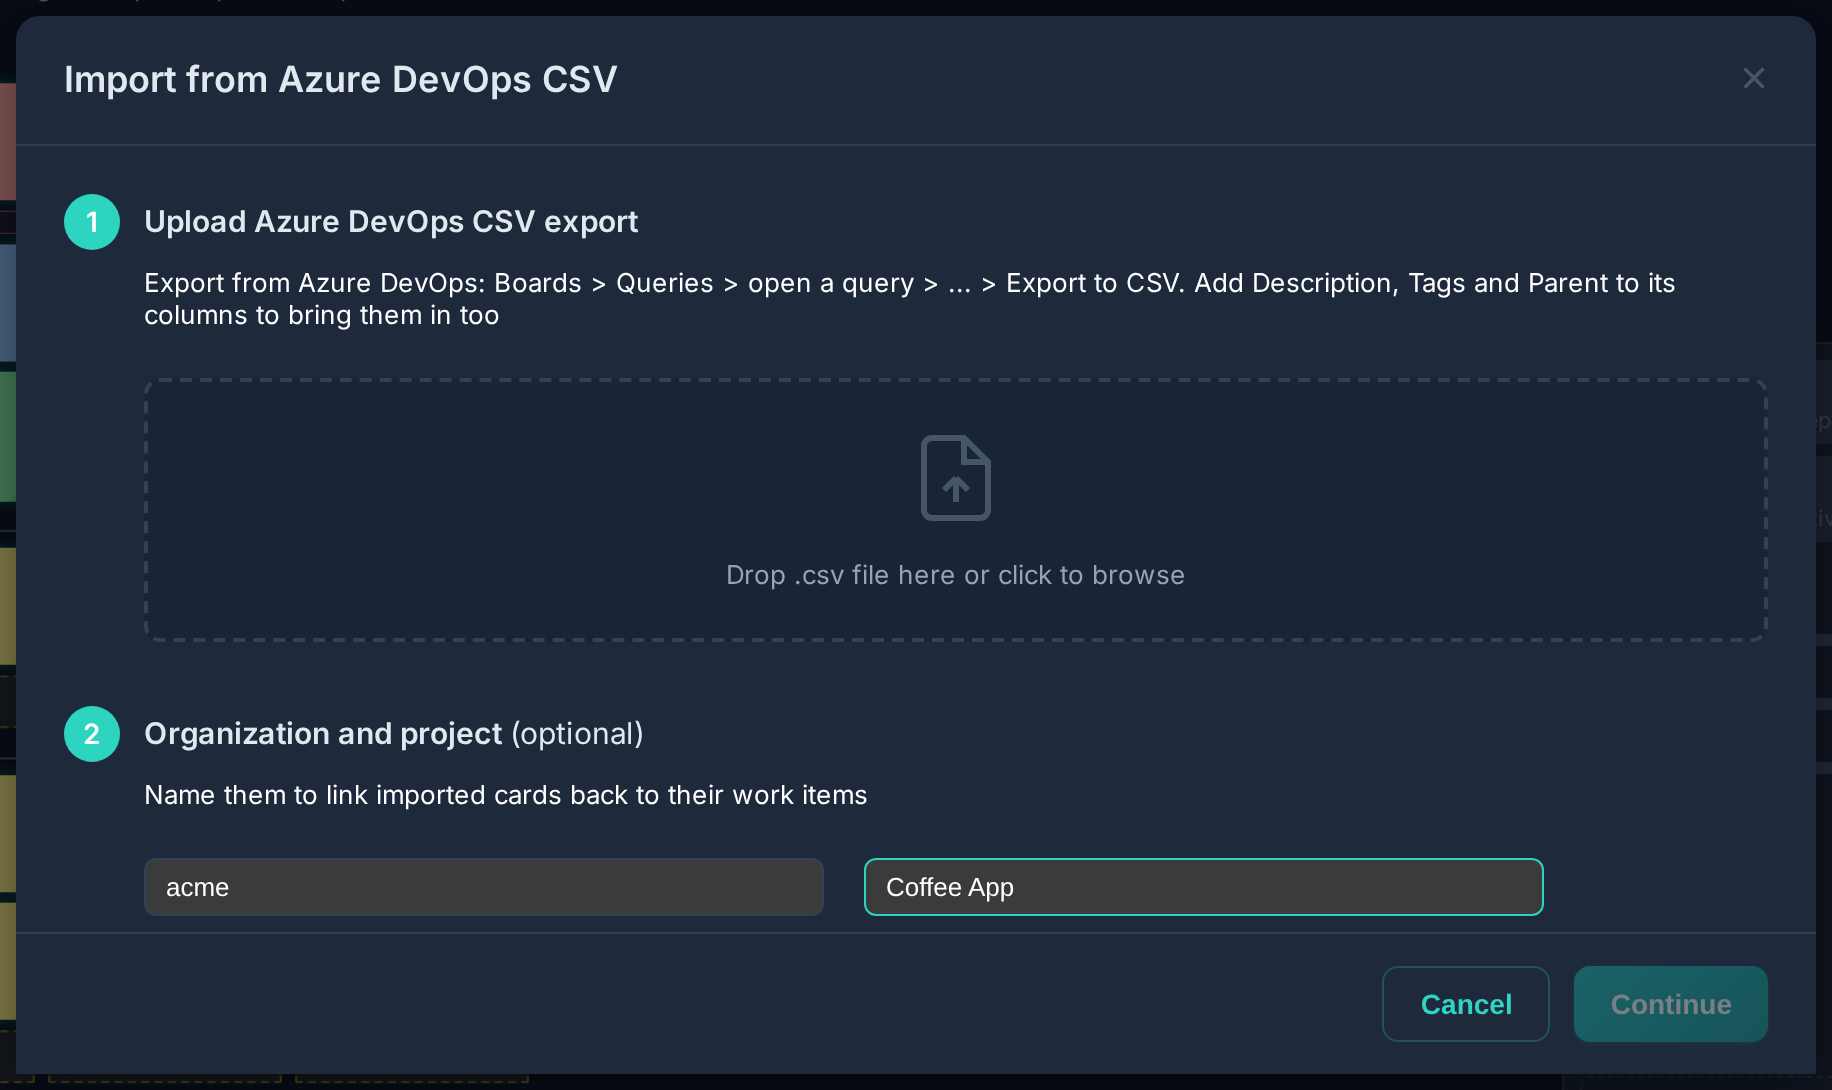 Import from Azure DevOps CSV
1
Upload Azure DevOps CSV export
Export from Azure DevOps: Boards > Queries > open a query > ... > Export to CSV. Add Description, Tags and Parent to its
columns to bring them in too
Drop .csv file here or click to browse
2
Organization and project (optional)
Name them to link imported cards back to their work items
acme
Coffee App
Cancel
Continue